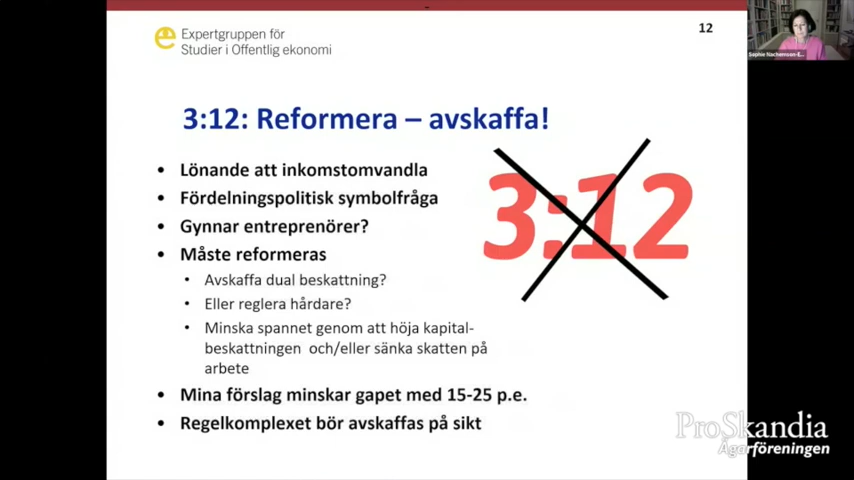 Expertgruppen för
Studier i Offentlig ekonomi
12
3:12: Reformera – avskaffa!
• Lönande att inkomstomvandla
• Fördelningspolitisk symbolfråga
• Gynnar entreprenörer?
• Måste reformeras
• Avskaffa dual beskattning?
• Eller reglera hårdare?
• Minska spannet genom att höja kapital-
beskattningen och/eller sänka skatten på
arbete
• Mina förslag minskar gapet med 15-25 p.e.
• Regelkomplexet bör avskaffas på sikt
3:12
Sophie Nachemson-E...
ProSkandia
Ägarföreningen